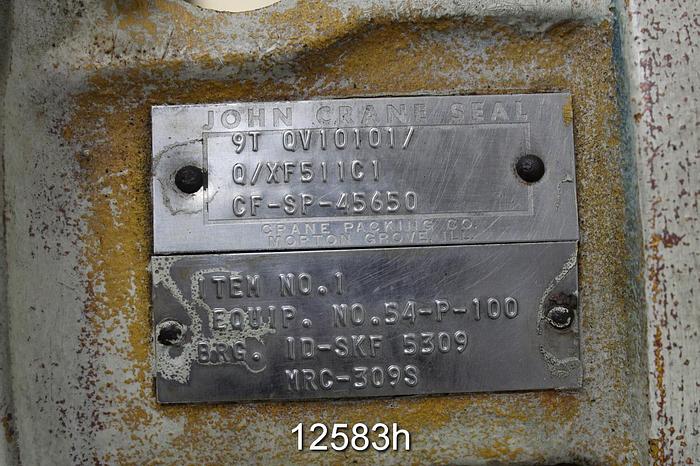 JOHN CRANE SEAL
9T QV10101/
Q/XF511C1
CF-SP-45650
CRANE PACKING CO.
MORTON GROVE, ILL.
ITEM NO.1
EQUIP. NO.54-P-100
BRG. ID-SKF 5309
MRC-309S
12583h